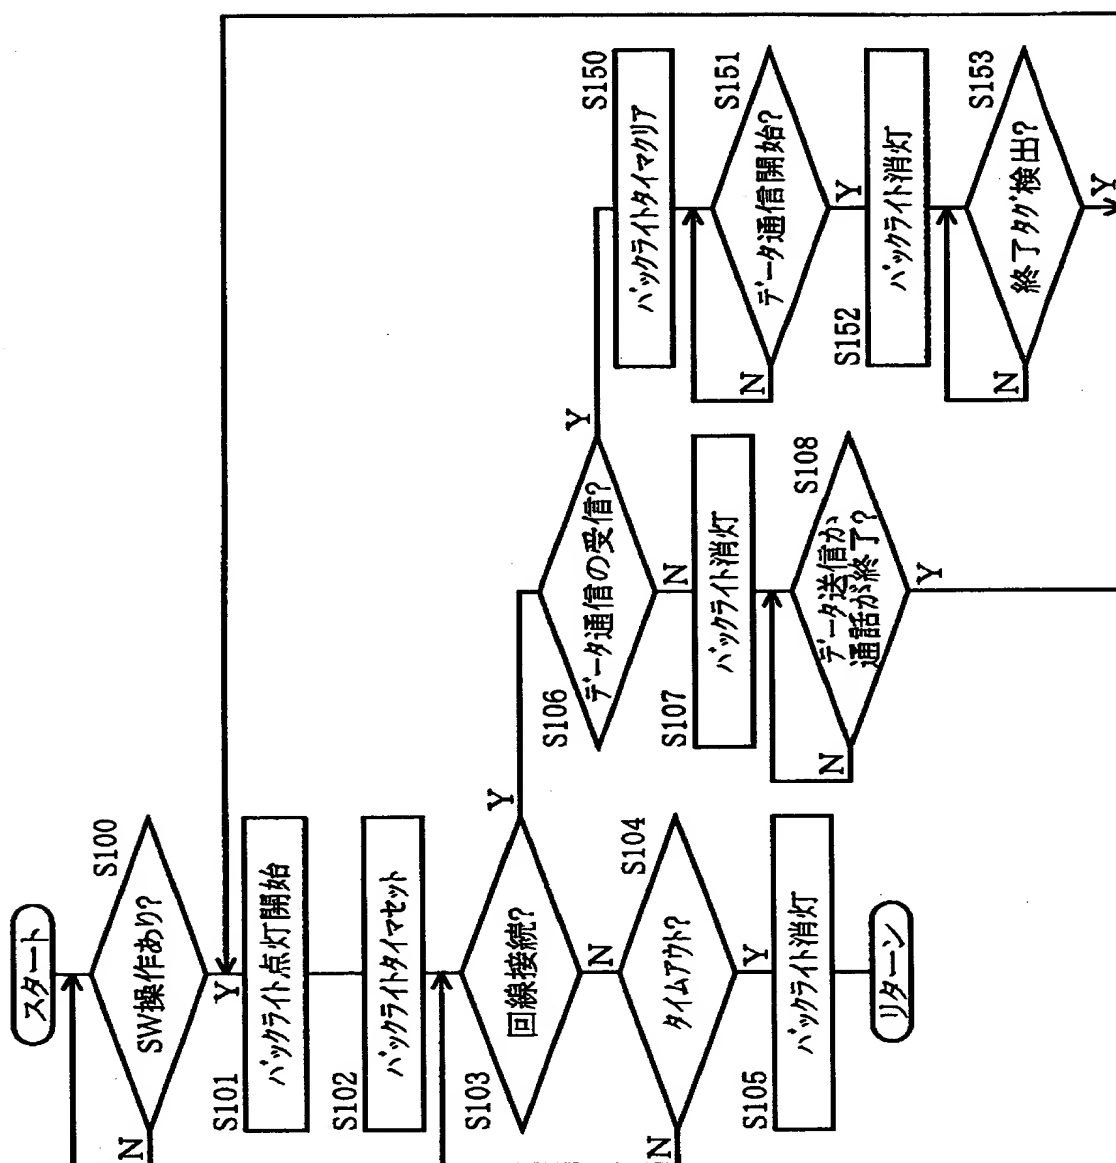 スタート
S100
SW操作あり?
N
Y
S101
バックライト点灯開始
S102
バックライトタイマセット
S103
回線接続?
Y
N
S104
タイムアウト?
N
Y
S105
バックライト消灯
リターン
S106
データ通信の受信?
Y
N
S107
バックライト消灯
S108
データ送信か
通話が終了?
N
Y
S150
バックライトタイマクリア
S151
データ通信開始?
N
Y
S152
バックライト消灯
S153
終了タグ検出?
N
Y